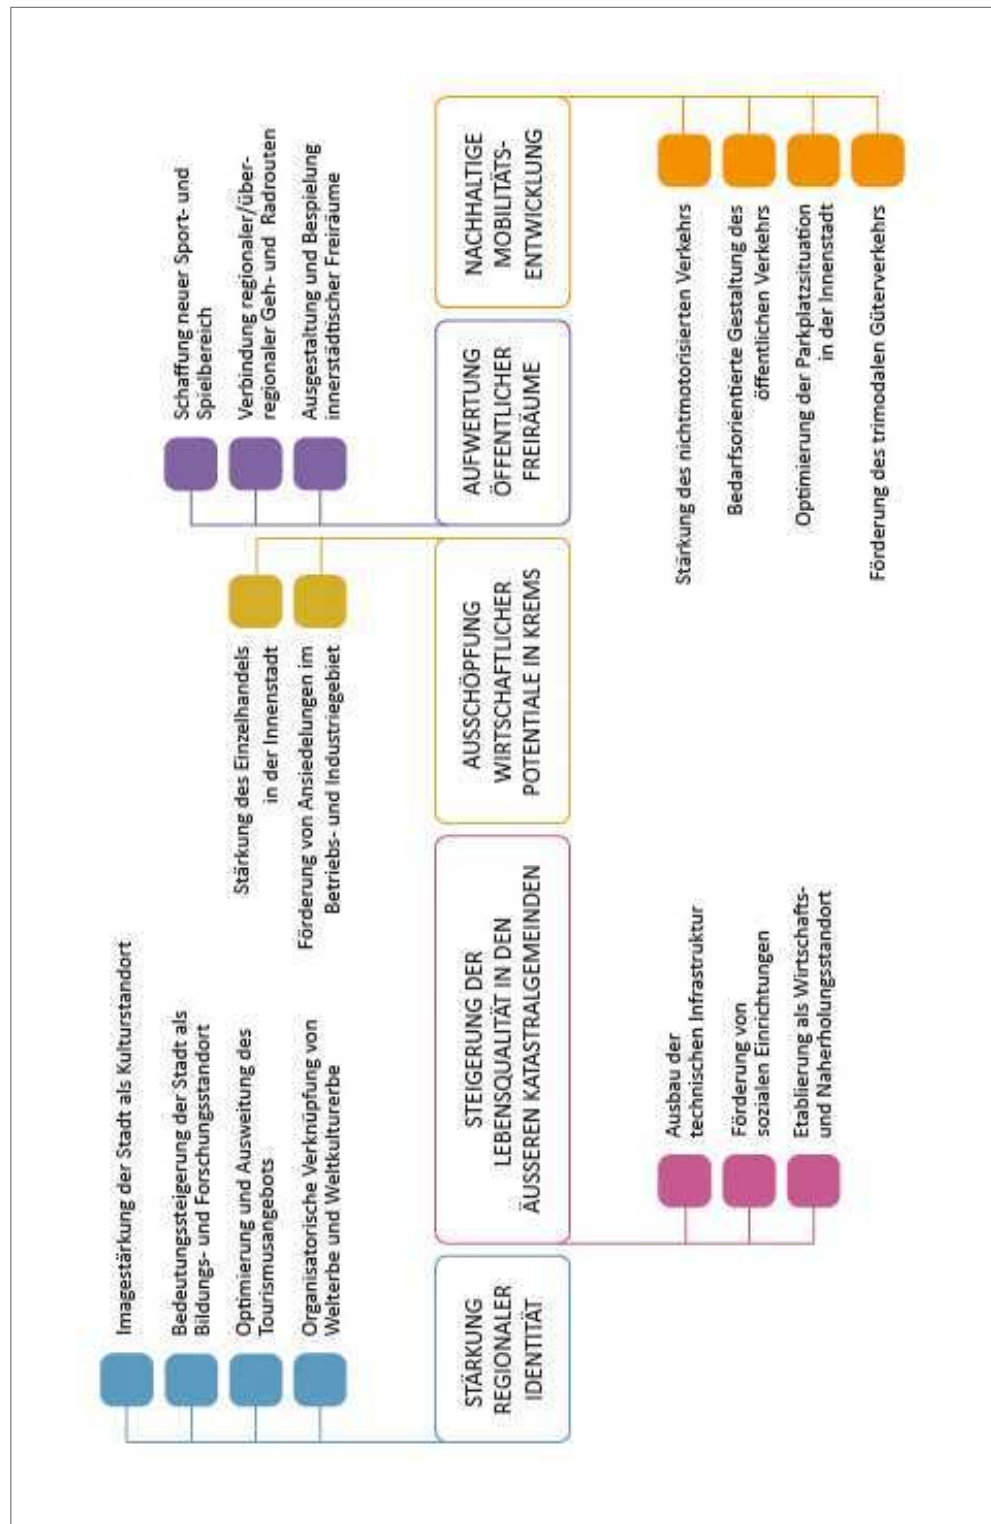 Imagestärkung der Stadt als Kulturstandort
Bedeutungssteigerung der Stadt als
Bildungs- und Forschungsstandort
Optimierung und Ausweitung des
Tourismusangebots
Organisatorische Verknüpfung von
Welterbe und Weltkulturerbe
Stärkung des Einzelhandels
in der Innenstadt
Förderung von Ansiedelungen im
Betriebs- und Industriegebiet
Schaffung neuer Sport- und
Spielbereich
Verbindung regionaler/über-
regionaler Geh- und Radrouten
Ausgestaltung und Bespielung
innerstädtischer Freiräume
STÄRKUNG
REGIONALER
IDENTITÄT
STEIGERUNG DER
LEBENSQUALITÄT IN DEN
ÄUSSEREN KATASTRALGEMEINDEN
AUSSCHÖPFUNG
WIRTSCHAFTLICHER
POTENTIALE IN KREMS
AUFWERTUNG
ÖFFENTLICHER
FREIRÄUME
NACHHALTIGE
MOBILITÄTS-
ENTWICKLUNG
Ausbau der
technischen Infrastruktur
Förderung von
sozialen Einrichtungen
Etablierung als Wirtschafts-
und Naherholungsstandort
Stärkung des nichtmotorisierten Verkehrs
Bedarfsorientierte Gestaltung des
öffentlichen Verkehrs
Optimierung der Parkplatzsituation
in der Innenstadt
Förderung des trimodalen Güterverkehrs